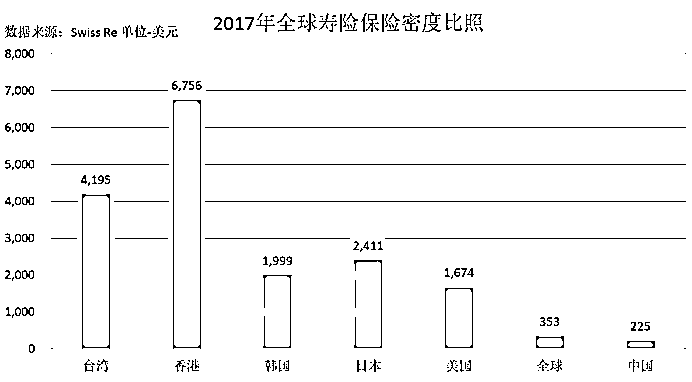 2017年全球寿险保险密度比照
数据来源：Swiss Re 单位-美元
8,000
7,000
6,000
5,000
4,000
3,000
2,000
1,000
0
4,195
6,756
1,999
2,411
1,674
353
225
台湾
香港
韩国
日本
美国
全球
中国